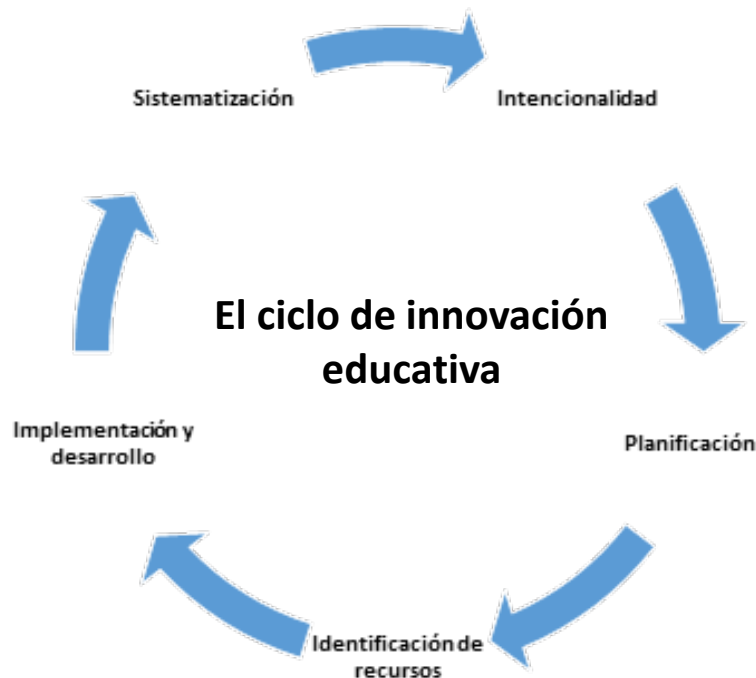 Sistematización
Intencionalidad
El ciclo de innovación
educativa
Implementación y
desarrollo
Planificación
Identificación de
recursos